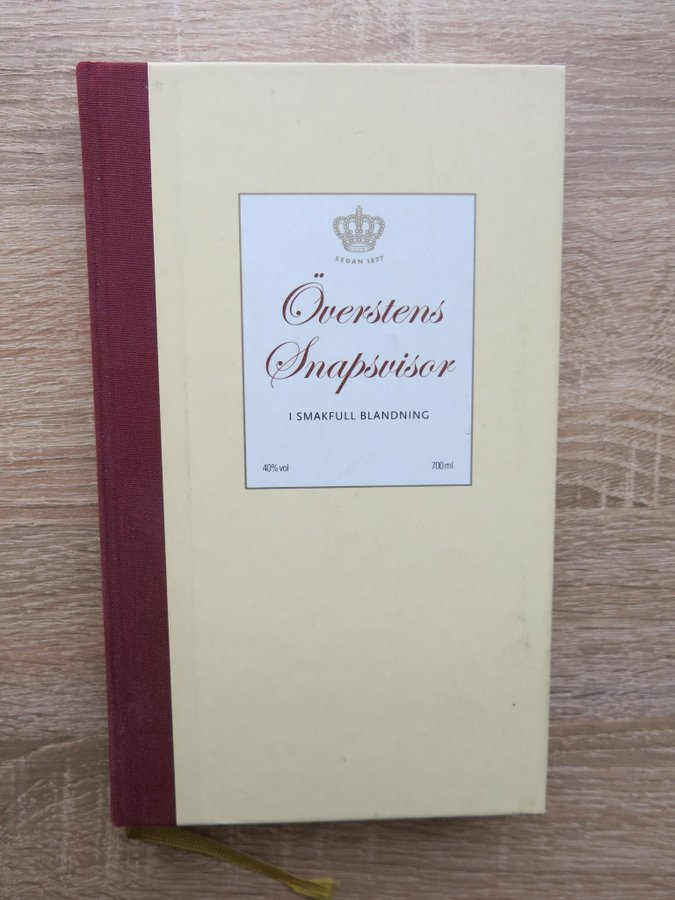 SEDAN 1877
Överstens
Snapsvisor
I SMAKFULL BLANDNING
40% vol
700 ml